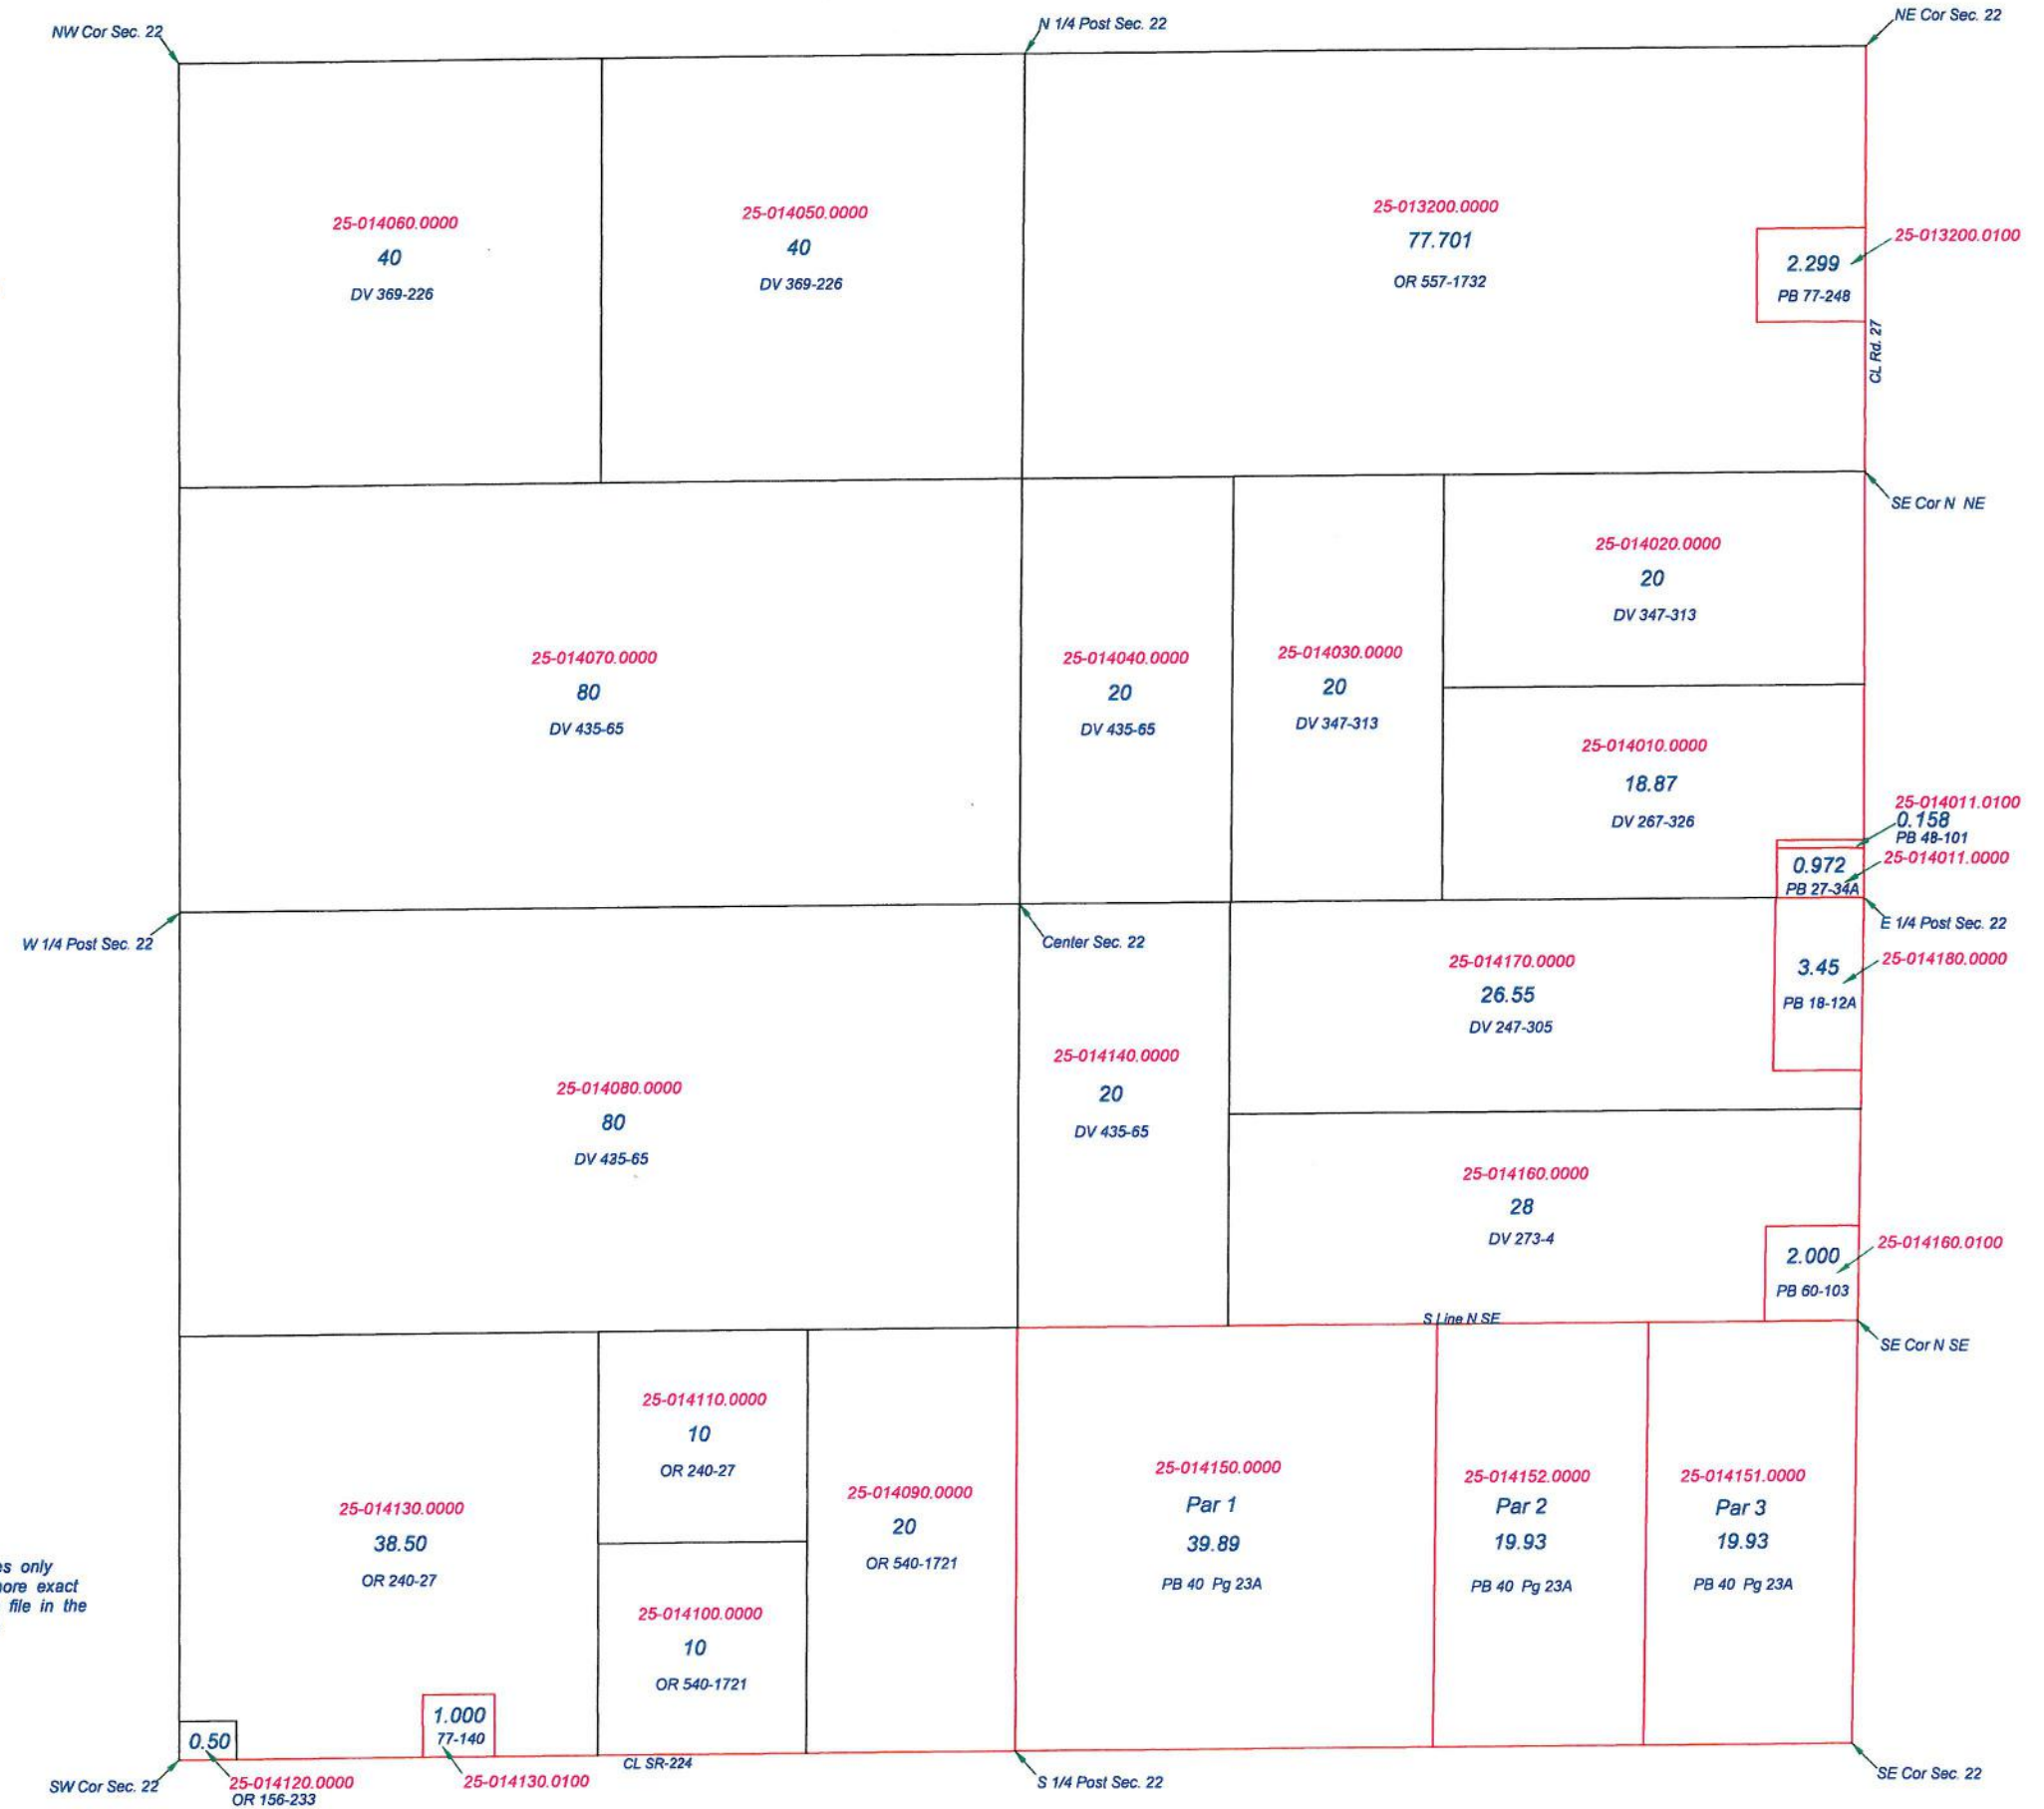 NW Cor Sec. 22
N 1/4 Post Sec. 22
NE Cor Sec. 22
25-014060.0000
40
DV 369-226
25-014050.0000
40
DV 369-226
25-013200.0000
77.701
OR 557-1732
25-013200.0100
2.299
PB 77-248
CL Rd. 27
SE Cor N NE
25-014070.0000
80
DV 435-65
25-014040.0000
20
DV 435-65
25-014030.0000
20
DV 347-313
25-014020.0000
20
DV 347-313
25-014010.0000
18.87
DV 267-326
25-014011.0100
0.158
PB 48-101
25-014011.0000
0.972
PB 27-34A
W 1/4 Post Sec. 22
Center Sec. 22
E 1/4 Post Sec. 22
25-014080.0000
80
DV 435-65
25-014140.0000
20
DV 435-65
25-014170.0000
26.55
DV 247-305
25-014180.0000
3.45
PB 18-12A
25-014160.0000
28
DV 273-4
25-014160.0100
2.000
PB 60-103
S Line N SE
SE Cor N SE
25-014130.0000
38.50
OR 240-27
25-014110.0000
10
OR 240-27
25-014100.0000
10
OR 540-1721
25-014090.0000
20
OR 540-1721
25-014150.0000
Par 1
39.89
PB 40 Pg 23A
25-014152.0000
Par 2
19.93
PB 40 Pg 23A
25-014151.0000
Par 3
19.93
PB 40 Pg 23A
only
exact
file in the
0.50
1.000
77-140
CL SR-224
SW Cor Sec. 22
25-014120.0000
OR 156-233
25-014130.0100
S 1/4 Post Sec. 22
SE Cor Sec. 22